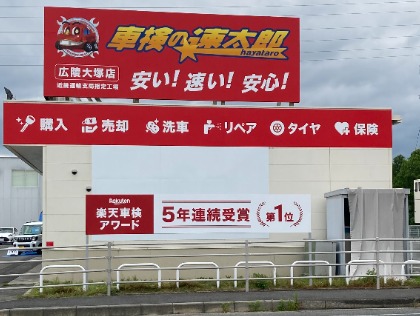 車検の速太郎
hayataro
広陵大塚店
近畿運輸支局指定工場
安い!速い!安心!
購入 売却 洗車 リペア タイヤ 保険
Rakuten
楽天車検
アワード
5年連続受賞
第1位